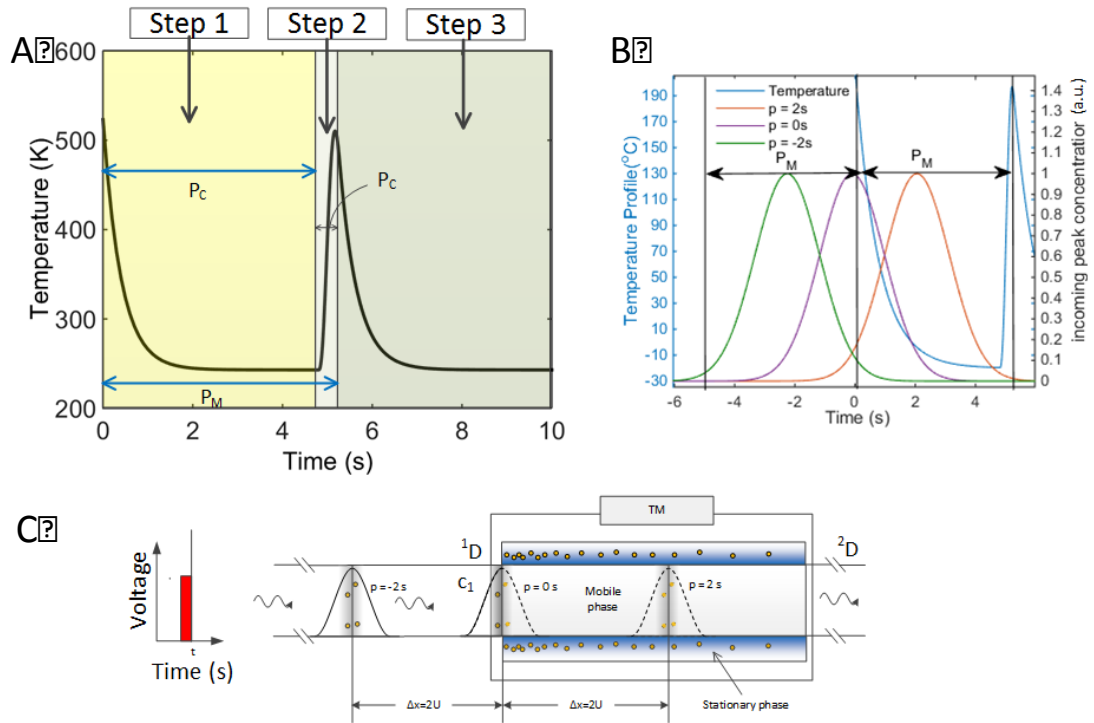 Step 1
Step 2
Step 3
A
600
500
400
300
200
Temperature (K)
P_C
P_C
P_M
0
2
4
6
8
10
Time (s)
B
190
170
150
130
110
90
70
50
30
10
-10
-30
Temperature Profile(°C)
Temperature
p = 2s
p = 0s
p = -2s
P_M
P_M
1.4
1.3
1.2
1.1
1
0.9
0.8
0.7
0.6
0.5
0.4
0.3
0.2
0.1
0
incoming peak concentratior (a.u.)
-6
-4
-2
0
2
4
Time (s)
C
Voltage
t
Time (s)
TM
¹D
²D
C₁
p = -2 s
p = 0 s
Mobile
phase
p = 2 s
Δx=2U
Δx=2U
Stationary phase